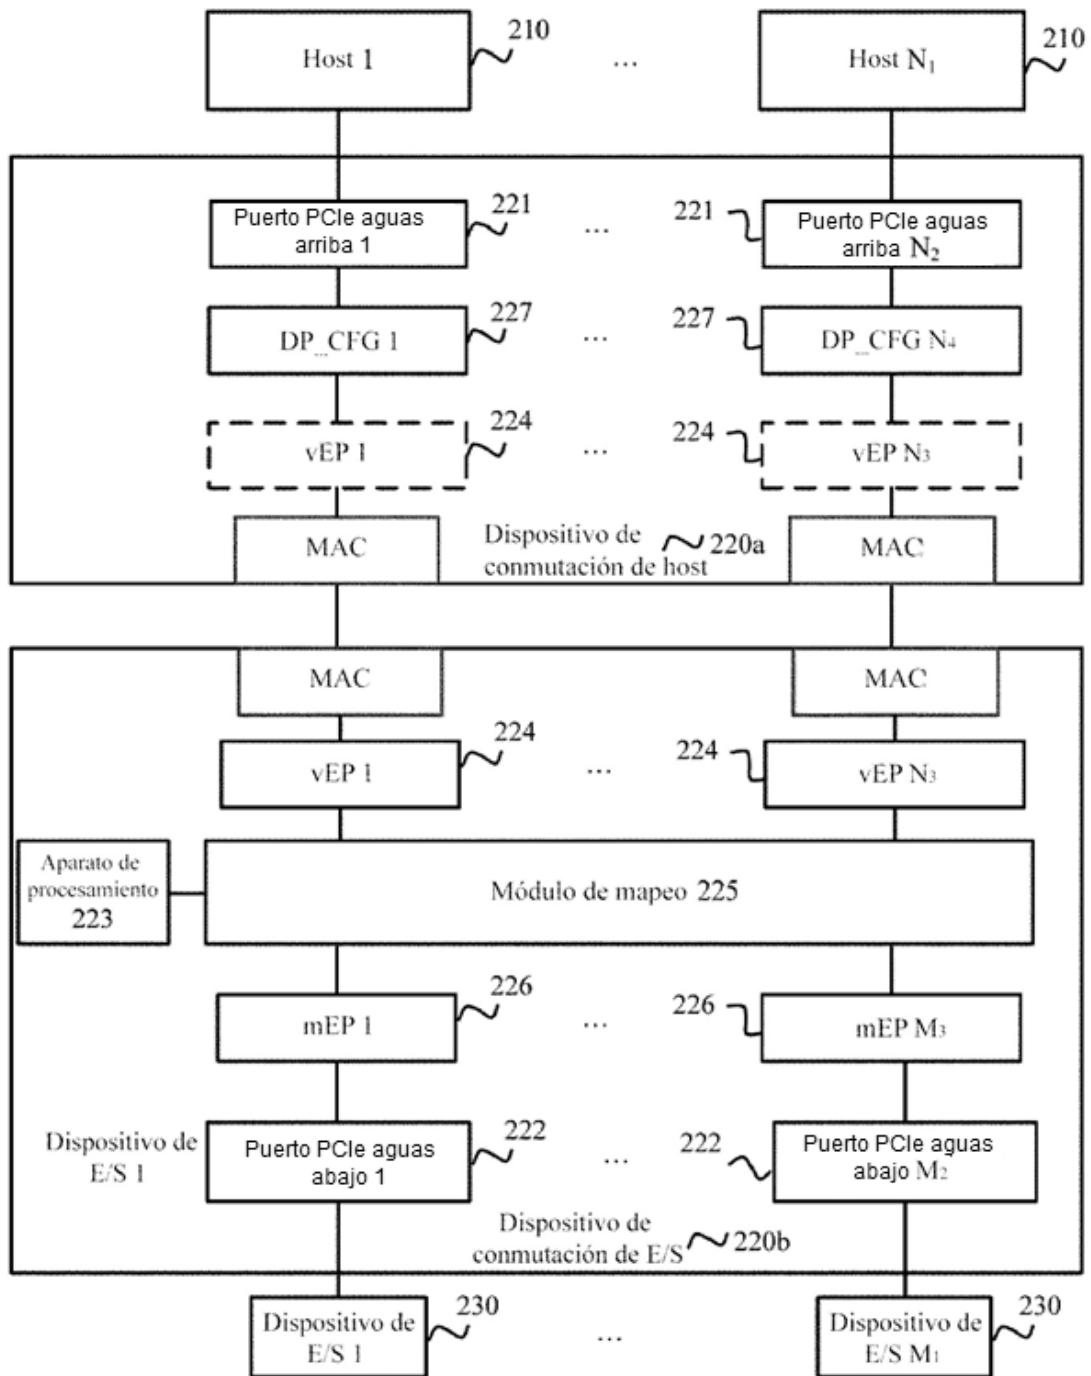 Host 1
210
...
Host N₁
210
Puerto PCIe aguas
arriba 1
221
...
221
Puerto PCIe aguas
arriba N₂
DP_CFG 1
227
...
227
DP_CFG N₄
vEP 1
224
...
224
vEP N₃
MAC
Dispositivo de
conmutación de host
220a
MAC
MAC
MAC
vEP 1
224
...
224
vEP N₃
Aparato de
procesamiento
223
Módulo de mapeo 225
mEP 1
226
...
226
mEP M₃
Dispositivo de
E/S 1
Puerto PCIe aguas
abajo 1
222
...
222
Puerto PCIe aguas
abajo M₂
Dispositivo de
conmutación de E/S
220b
Dispositivo de
E/S 1
230
...
Dispositivo de
E/S M₁
230